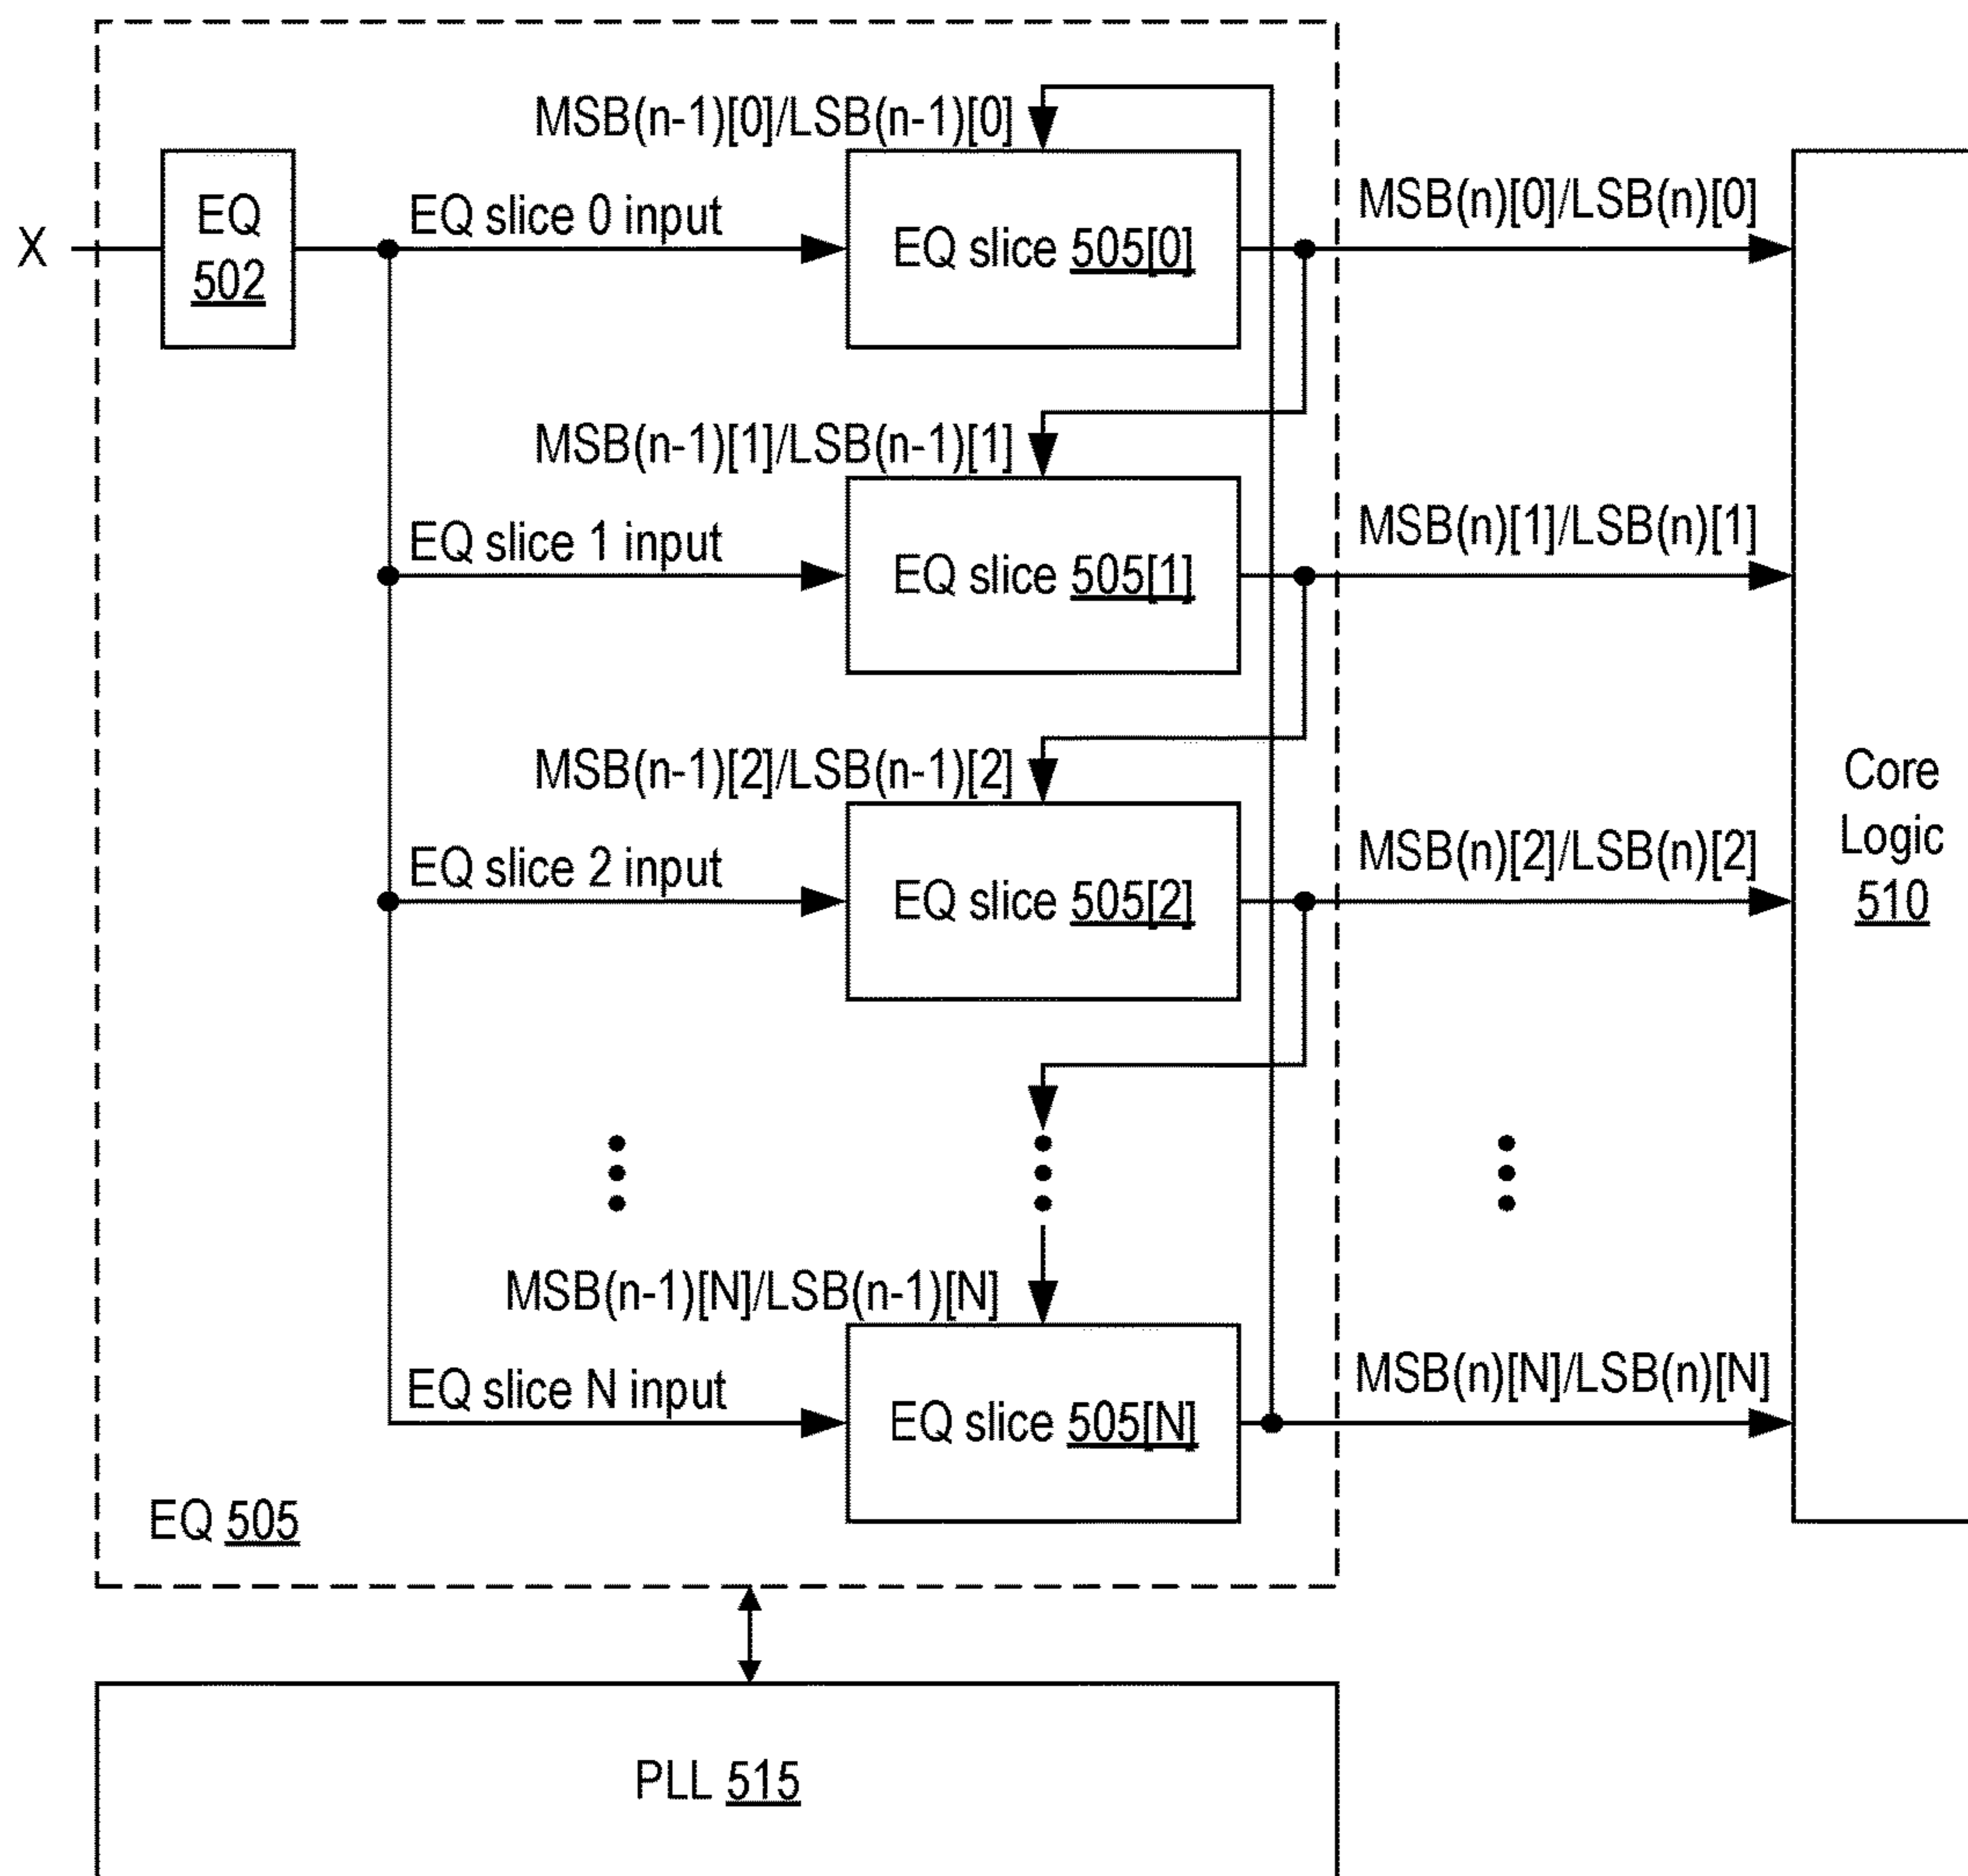 MSB(n-1)[0]/LSB(n-1)[0]
X
EQ
502
EQ slice 0 input
EQ slice 505[0]
MSB(n)[0]/LSB(n)[0]
MSB(n-1)[1]/LSB(n-1)[1]
EQ slice 1 input
EQ slice 505[1]
MSB(n)[1]/LSB(n)[1]
MSB(n-1)[2]/LSB(n-1)[2]
EQ slice 2 input
EQ slice 505[2]
MSB(n)[2]/LSB(n)[2]
Core
Logic
510
MSB(n-1)[N]/LSB(n-1)[N]
EQ slice N input
EQ slice 505[N]
MSB(n)[N]/LSB(n)[N]
EQ 505
PLL 515